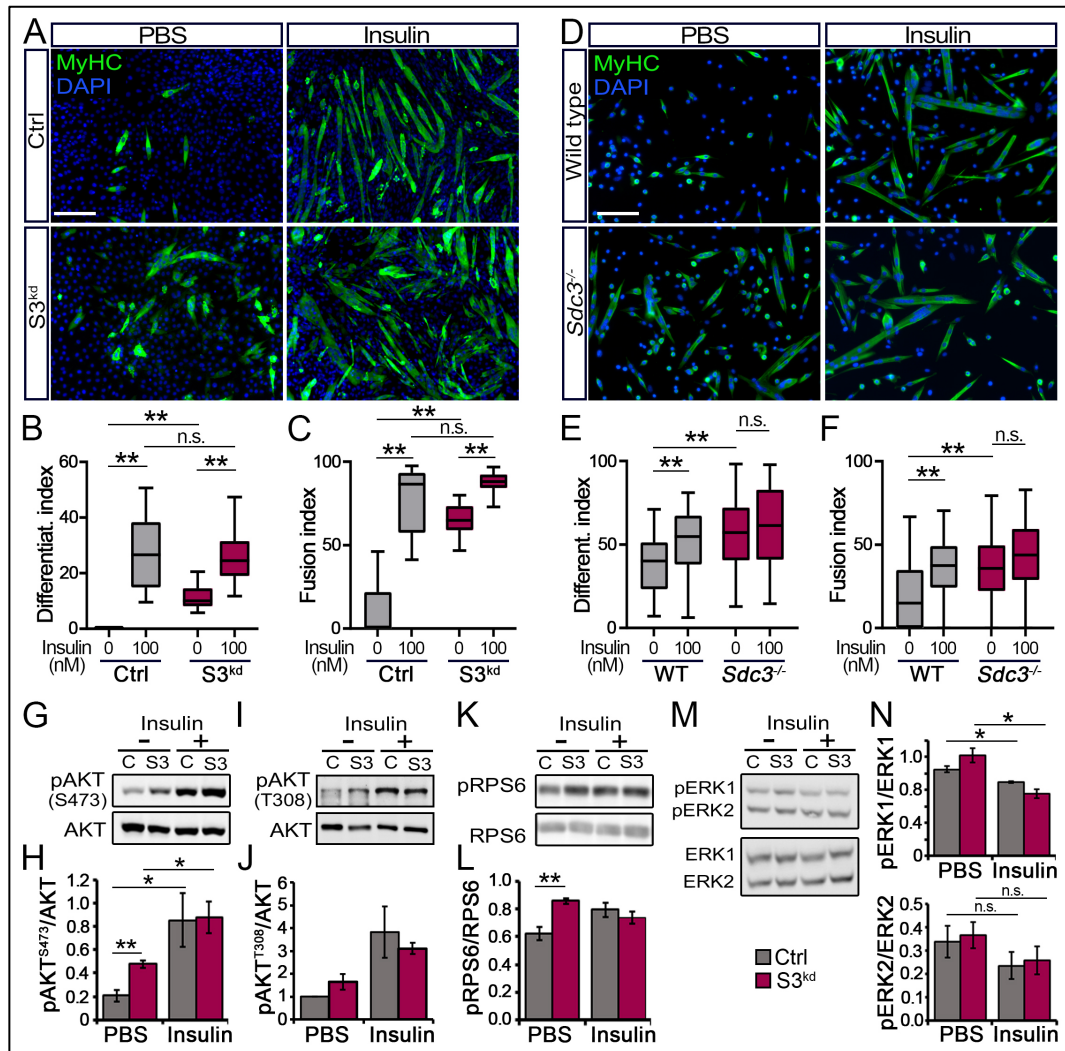 A PBS Insulin
MyHC
DAPI
Ctrl
S3kd
D PBS Insulin
MyHC
DAPI
Wild type
Sdc3-/-
B
** n.s.
** **
Differentiat. index
60
40
20
0
Insulin (nM) 0 100 0 100
Ctrl S3kd
C
** n.s.
** **
Fusion index
100
50
0
Insulin (nM) 0 100 0 100
Ctrl S3kd
E
** n.s.
**
Different. index
100
50
0
Insulin (nM) 0 100 0 100
WT Sdc3-/-
F
** n.s.
**
Fusion index
100
50
0
Insulin (nM) 0 100 0 100
WT Sdc3-/-
G Insulin
− +
C S3 C S3
pAKT
(S473)
AKT
I Insulin
− +
C S3 C S3
pAKT
(T308)
AKT
K Insulin
− +
C S3 C S3
pRPS6
RPS6
M Insulin
− +
C S3 C S3
pERK1
pERK2
ERK1
ERK2
H
*
*
**
pAKTS473/AKT
1.2
1.0
0.8
0.6
0.4
0.2
PBS Insulin
J
pAKTT308/AKT
6
5
4
3
2
1
PBS Insulin
L
**
pRPS6/RPS6
1.0
0.8
0.6
0.4
0.2
0.0
PBS Insulin
Ctrl
S3kd
N
*
*
pERK1/ERK1
1.0
0.8
0.4
0
PBS Insulin
n.s.
n.s.
pERK2/ERK2
0.5
0.4
0.3
0.2
0.1
0.0
PBS Insulin